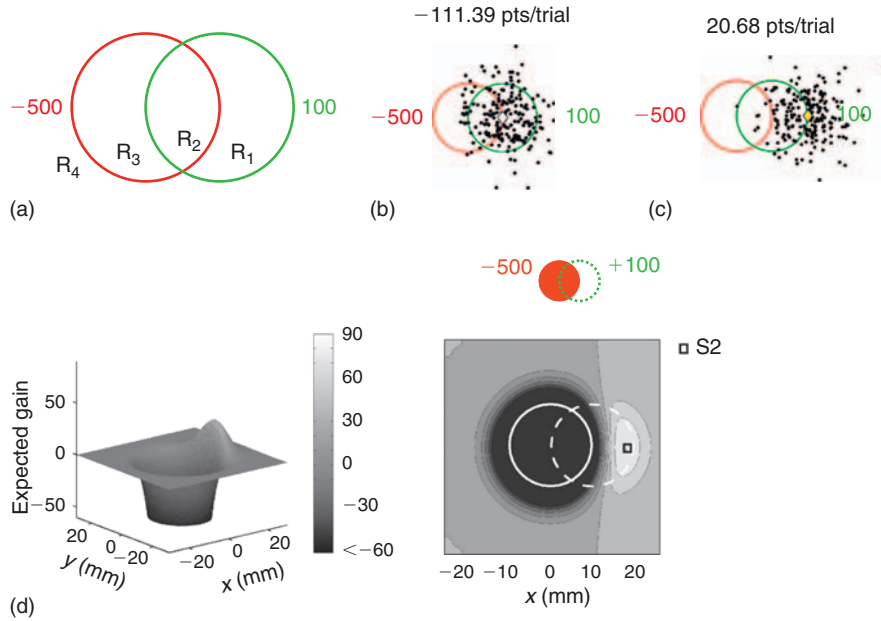 −500
100
R4
R3
R2
R1
(a)
−111.39 pts/trial
−500
100
(b)
20.68 pts/trial
−500
100
(c)
Expected gain
50
0
−50
20
0
−20
y (mm)
−20
0
20
x (mm)
90
60
30
0
−30
<−60
(d)
−500
+100
S2
−20
−10
0
10
20
x (mm)